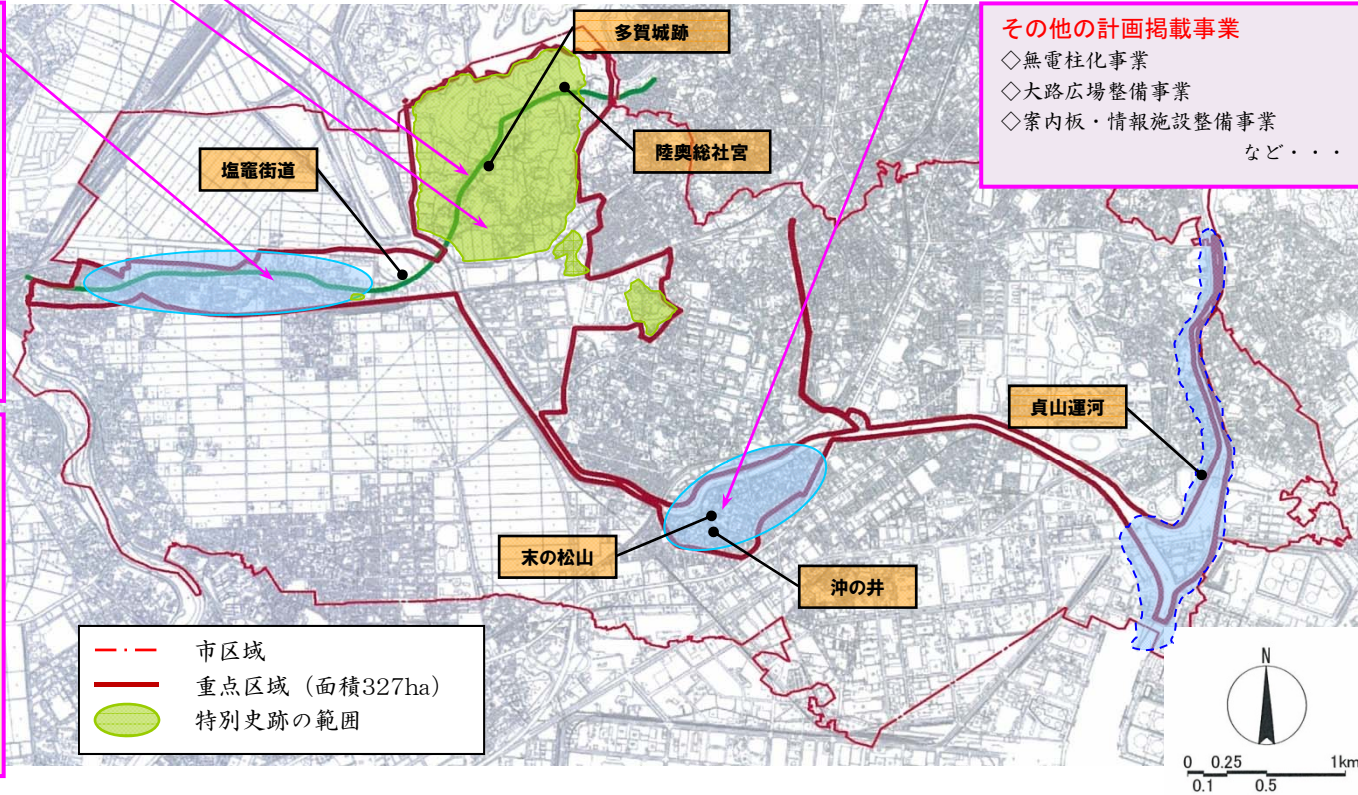 その他の計画掲載事業
◇無電柱化事業
◇大路広場整備事業
◇案内板・情報施設整備事業
など・・・
多賀城跡
陸奥総社宮
塩竈街道
貞山運河
末の松山
沖の井
市区域
重点区域（面積327ha）
特別史跡の範囲
N
0 0.25 1km
0.1 0.5